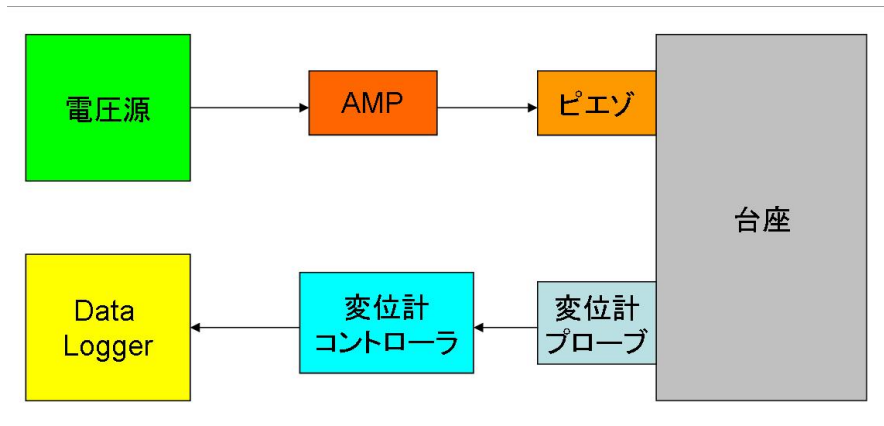 電圧源
AMP
ピエゾ
台座
Data
Logger
変位計
コントローラ
変位計
プローブ